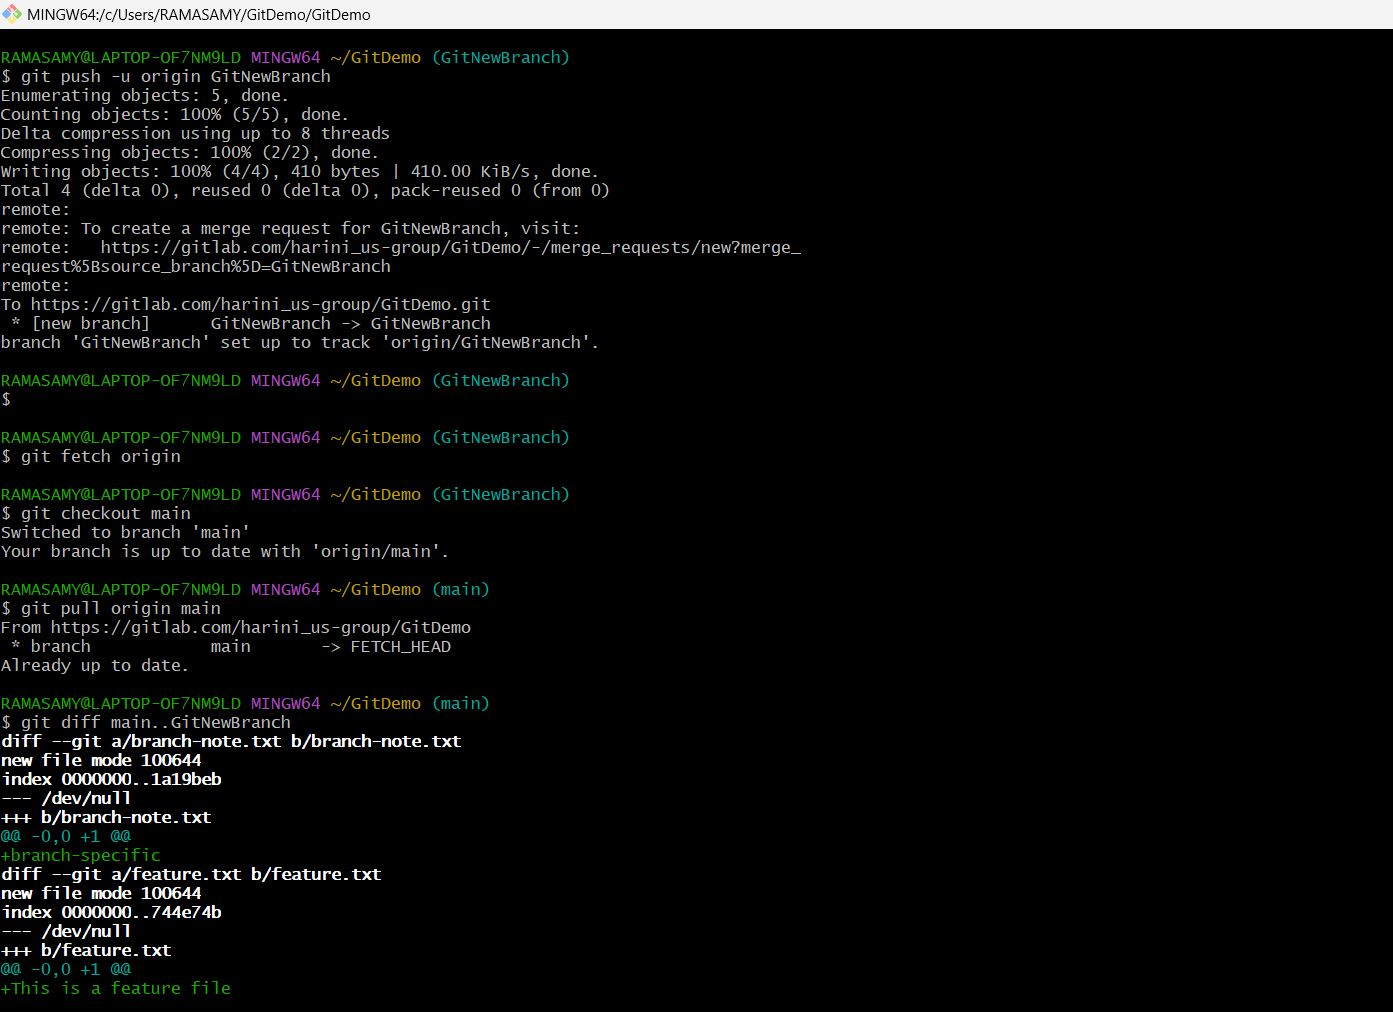 MINGW64:/c/Users/RAMASAMY/GitDemo/GitDemo
RAMASAMY@LAPTOP-OF7NM9LD MINGW64 ~/GitDemo (GitNewBranch)
$ git push -u origin GitNewBranch
Enumerating objects: 5, done.
Counting objects: 100% (5/5), done.
Delta compression using up to 8 threads
Compressing objects: 100% (2/2), done.
Writing objects: 100% (4/4), 410 bytes | 410.00 KiB/s, done.
Total 4 (delta 0), reused 0 (delta 0), pack-reused 0 (from 0)
remote:
remote: To create a merge request for GitNewBranch, visit:
remote:   https://gitlab.com/harini_us-group/GitDemo/-/merge_requests/new?merge_
request%5Bsource_branch%5D=GitNewBranch
remote:
To https://gitlab.com/harini_us-group/GitDemo.git
 * [new branch]      GitNewBranch -> GitNewBranch
branch 'GitNewBranch' set up to track 'origin/GitNewBranch'.
RAMASAMY@LAPTOP-OF7NM9LD MINGW64 ~/GitDemo (GitNewBranch)
$
RAMASAMY@LAPTOP-OF7NM9LD MINGW64 ~/GitDemo (GitNewBranch)
$ git fetch origin
RAMASAMY@LAPTOP-OF7NM9LD MINGW64 ~/GitDemo (GitNewBranch)
$ git checkout main
Switched to branch 'main'
Your branch is up to date with 'origin/main'.
RAMASAMY@LAPTOP-OF7NM9LD MINGW64 ~/GitDemo (main)
$ git pull origin main
From https://gitlab.com/harini_us-group/GitDemo
 * branch            main       -> FETCH_HEAD
Already up to date.
RAMASAMY@LAPTOP-OF7NM9LD MINGW64 ~/GitDemo (main)
$ git diff main..GitNewBranch
diff --git a/branch-note.txt b/branch-note.txt
new file mode 100644
index 0000000..1a19beb
--- /dev/null
+++ b/branch-note.txt
@@ -0,0 +1 @@
+branch-specific
diff --git a/feature.txt b/feature.txt
new file mode 100644
index 0000000..744e74b
--- /dev/null
+++ b/feature.txt
@@ -0,0 +1 @@
+This is a feature file